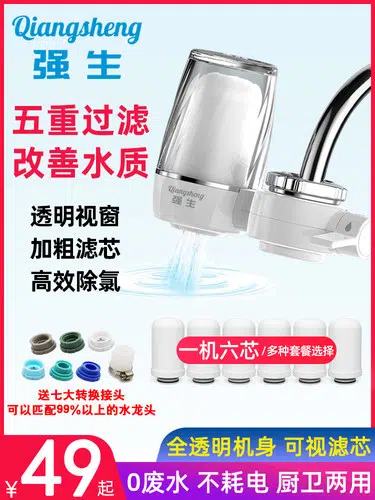 Qiangsheng
强生
五重过滤
改善水质
透明视窗
加粗滤芯
高效除氯
Qiangsheng
强生
一机六芯/多种套餐选择
送七大转换接头
可以匹配99%以上的水龙头
全透明机身 可视滤芯
¥49起
0废水 不耗电 厨卫两用